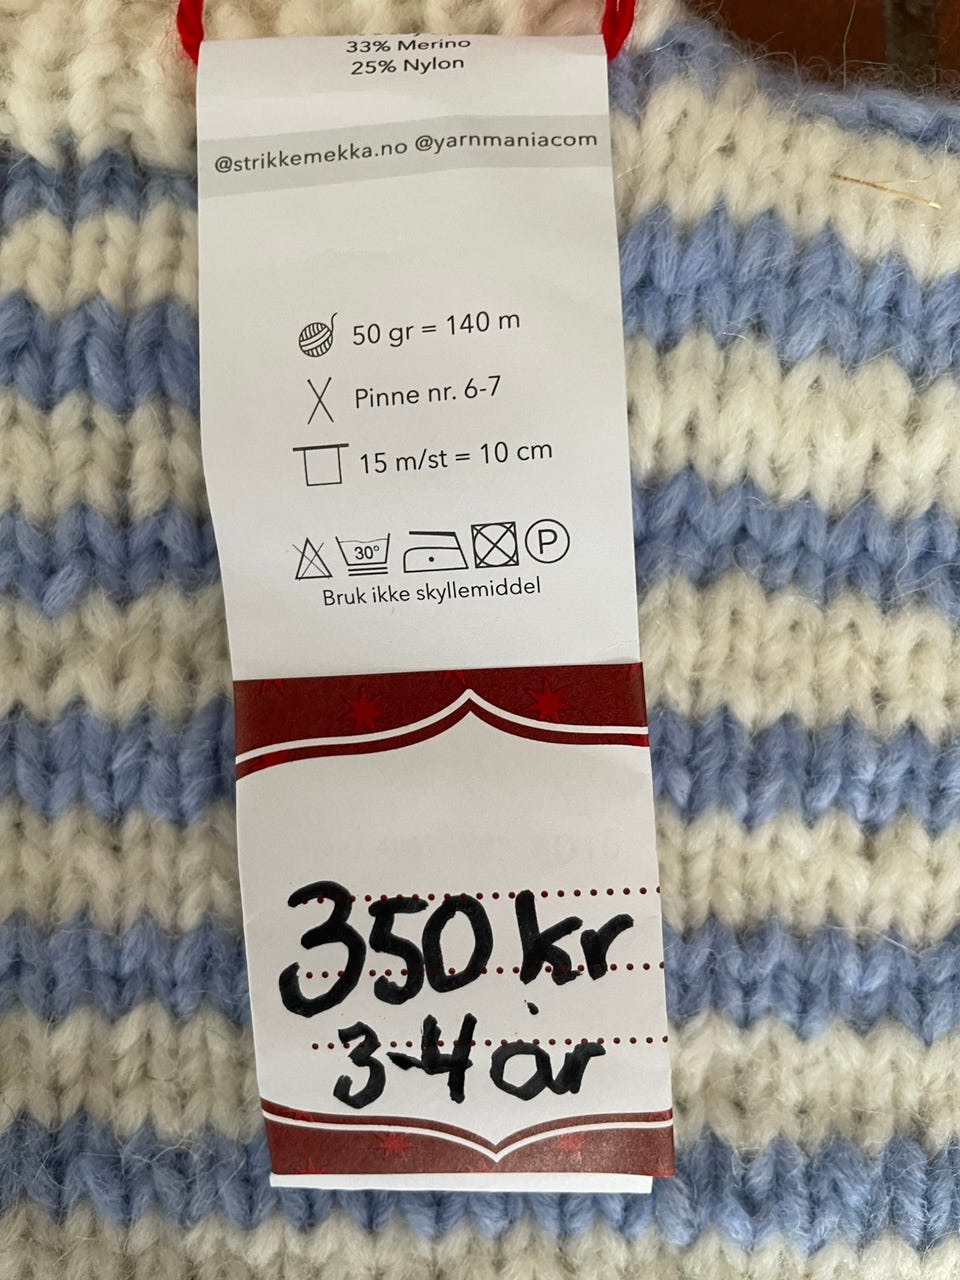 33% Merino
25% Nylon
@strikkemekka.no @yarnmaniacom
50 gr = 140 m
Pinne nr. 6-7
15 m/st = 10 cm
30°
P
Bruk ikke skyllemiddel
350 kr
3-4 år